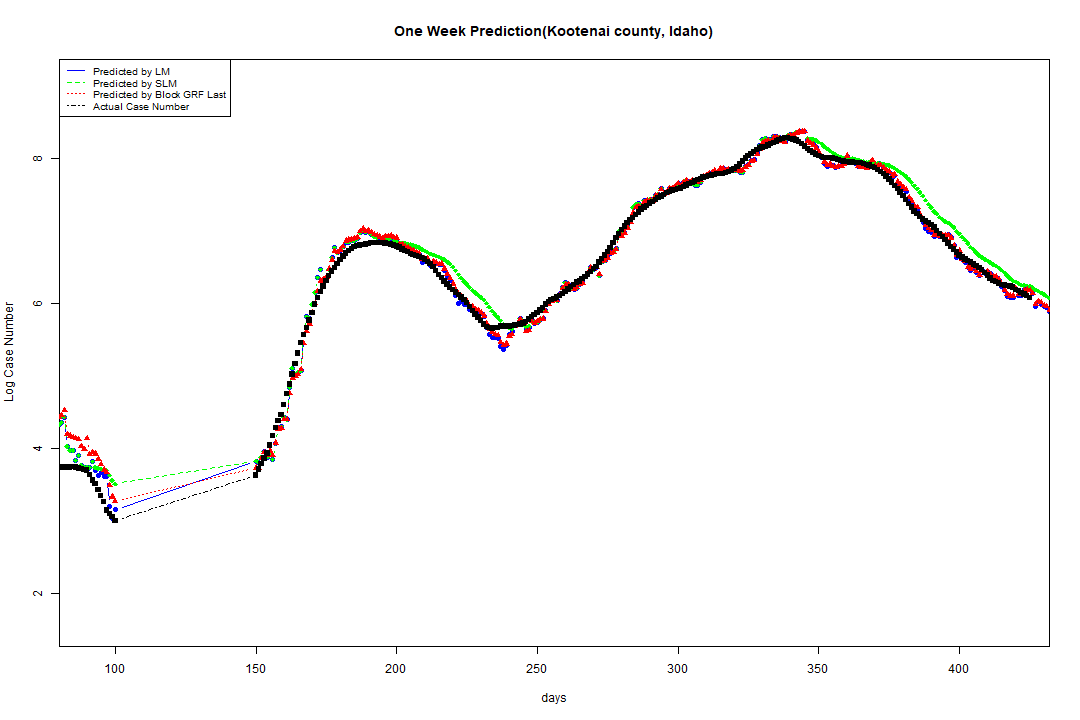 One Week Prediction(Kootenai county, Idaho)
Predicted by LM
Predicted by SLM
Predicted by Block GRF Last
Actual Case Number
8
6
4
2
Log Case Number
100 150 200 250 300 350 400
days